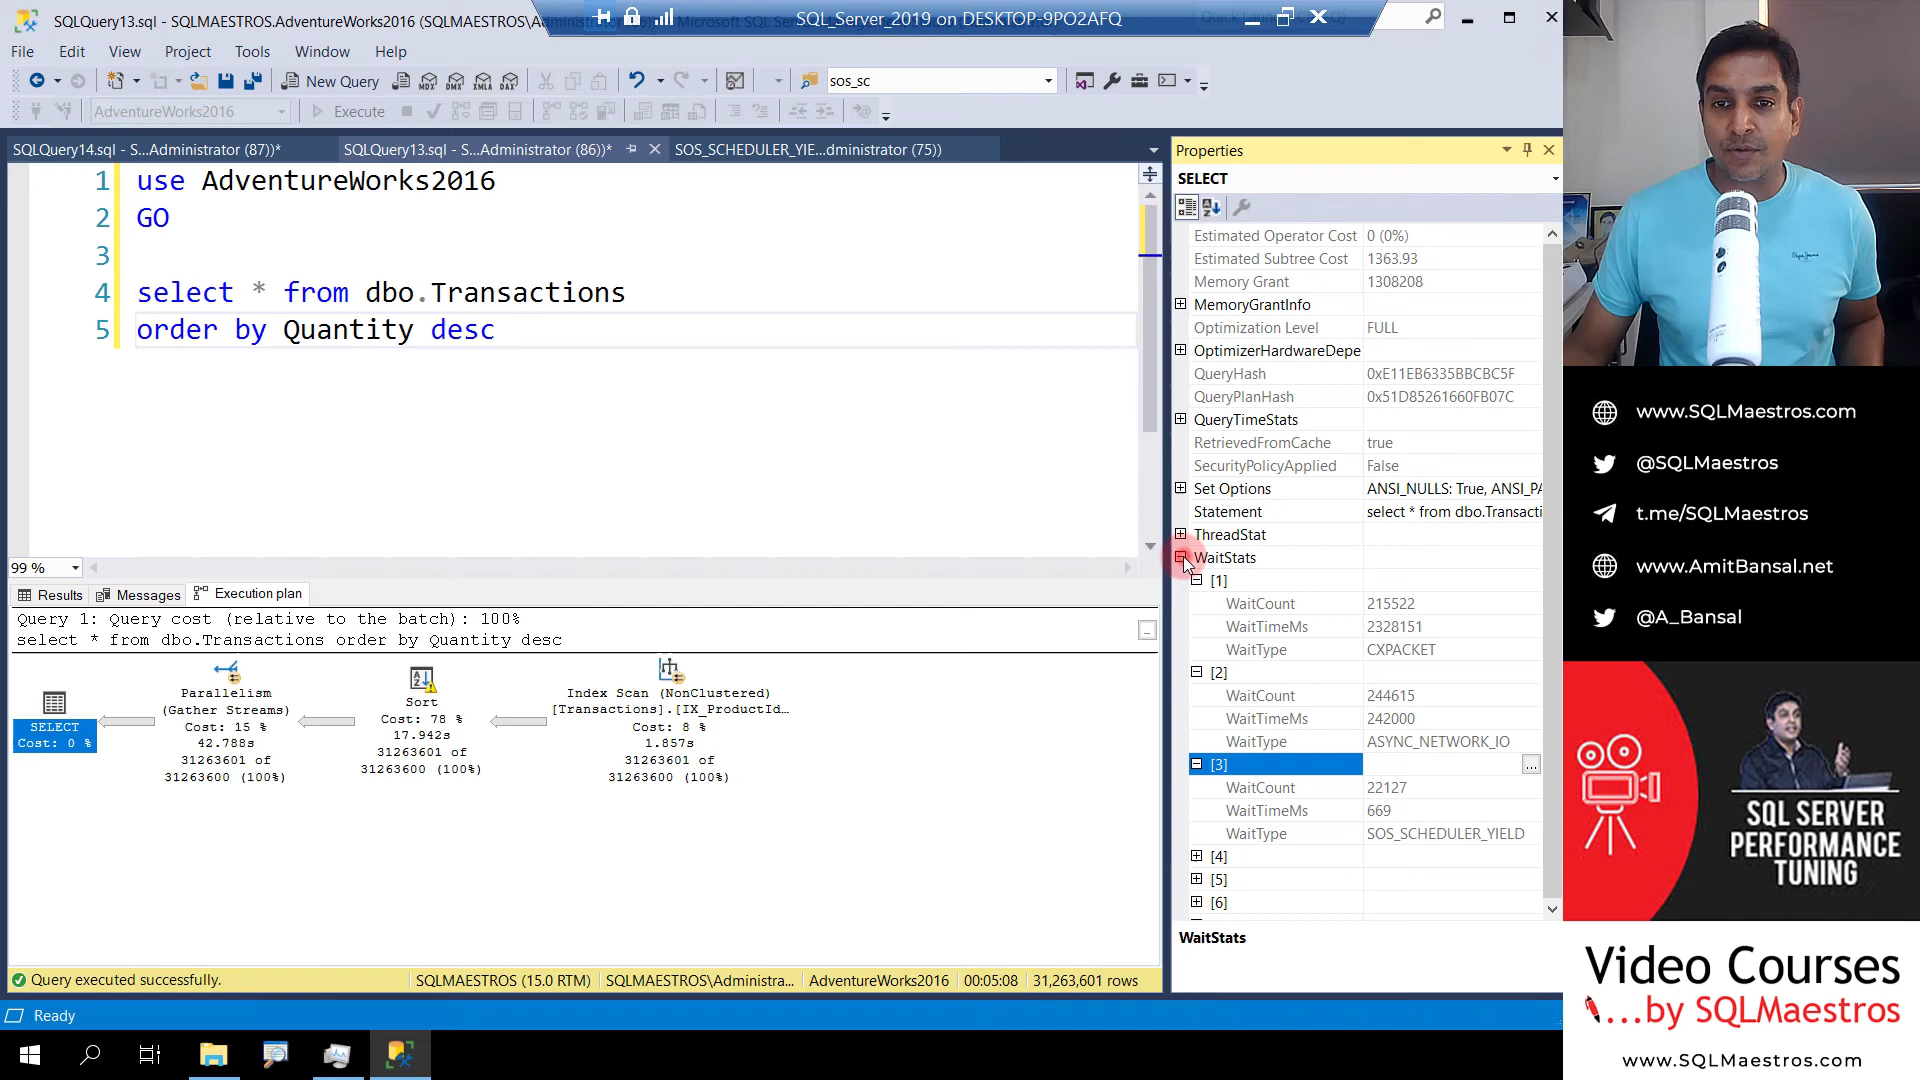 SQLQuery13.sql - SQLMAESTROS.AdventureWorks2016 (SQLMAESTROS\
SQL_Server_2019 on DESKTOP-9PO2AFQ
File Edit View Project Tools Window Help
New Query
MDX DMX XMLA DAX
sos_sc
AdventureWorks2016
Execute
SQLQuery14.sql - S...Administrator (87))*
SQLQuery13.sql - S...Administrator (86))*
SOS_SCHEDULER_YIE...dministrator (75))
1 use AdventureWorks2016
2 GO
3
4 select * from dbo.Transactions
5 order by Quantity desc
99 %
Results Messages Execution plan
Query 1: Query cost (relative to the batch): 100%
select * from dbo.Transactions order by Quantity desc
SELECT
Cost: 0 %
Parallelism
(Gather Streams)
Cost: 15 %
42.788s
31263601 of
31263600 (100%)
Sort
Cost: 78 %
17.942s
31263601 of
31263600 (100%)
Index Scan (NonClustered)
[Transactions].[IX_ProductId…
Cost: 8 %
1.857s
31263601 of
31263600 (100%)
Query executed successfully.
SQLMAESTROS (15.0 RTM)
SQLMAESTROS\Administra...
AdventureWorks2016
00:05:08
31,263,601 rows
Ready
Properties
SELECT
Estimated Operator Cost 0 (0%)
Estimated Subtree Cost 1363.93
Memory Grant 1308208
MemoryGrantInfo
Optimization Level FULL
OptimizerHardwareDepe
QueryHash 0xE11EB6335BBCBC5F
QueryPlanHash 0x51D85261660FB07C
QueryTimeStats
RetrievedFromCache true
SecurityPolicyApplied False
Set Options ANSI_NULLS: True, ANSI_PA
Statement select * from dbo.Transacti
ThreadStat
WaitStats
[1]
WaitCount 215522
WaitTimeMs 2328151
WaitType CXPACKET
[2]
WaitCount 244615
WaitTimeMs 242000
WaitType ASYNC_NETWORK_IO
[3]
WaitCount 22127
WaitTimeMs 669
WaitType SOS_SCHEDULER_YIELD
[4]
[5]
[6]
WaitStats
www.SQLMaestros.com
@SQLMaestros
t.me/SQLMaestros
www.AmitBansal.net
@A_Bansal
SQL SERVER
PERFORMANCE
TUNING
Video Courses
...by SQLMaestros
www.SQLMaestros.com